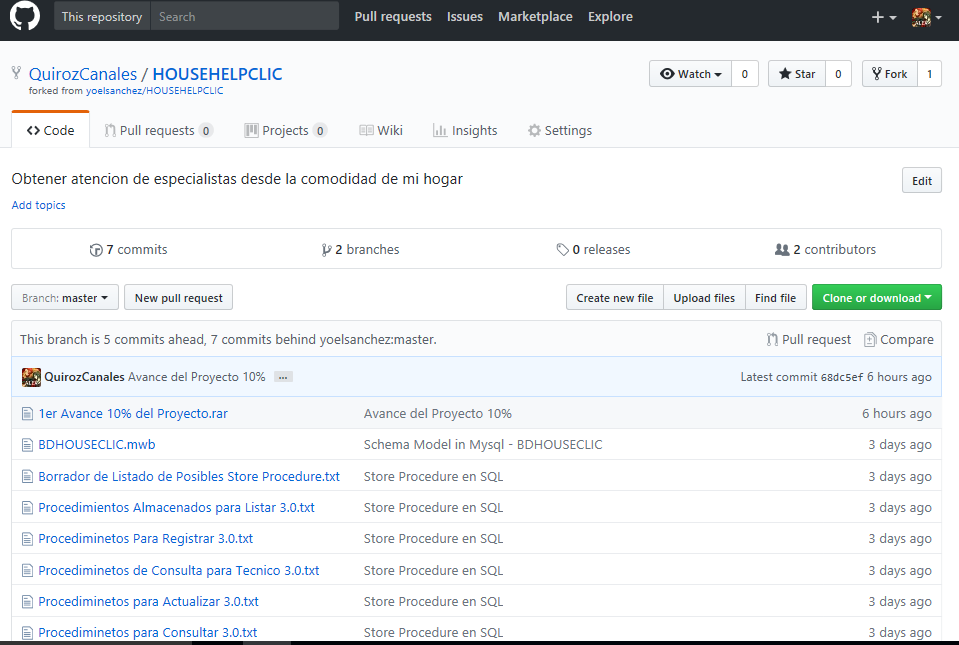 This repository Search Pull requests Issues Marketplace Explore
QuirozCanales / HOUSEHELPCLIC Watch 0 Star 0 Fork 1
forked from yoelsanchez/HOUSEHELPCLIC
Code Pull requests 0 Projects 0 Wiki Insights Settings
Obtener atencion de especialistas desde la comodidad de mi hogar Edit
Add topics
7 commits 2 branches 0 releases 2 contributors
Branch: master New pull request Create new file Upload files Find file Clone or download
This branch is 5 commits ahead, 7 commits behind yoelsanchez:master. Pull request Compare
QuirozCanales Avance del Proyecto 10% ... Latest commit 68dc5ef 6 hours ago
1er Avance 10% del Proyecto.rar Avance del Proyecto 10% 6 hours ago
BDHOUSECLIC.mwb Schema Model in Mysql - BDHOUSECLIC 3 days ago
Borrador de Listado de Posibles Store Procedure.txt Store Procedure en SQL 3 days ago
Procedimientos Almacenados para Listar 3.0.txt Store Procedure en SQL 3 days ago
Procediminetos Para Registrar 3.0.txt Store Procedure en SQL 3 days ago
Procediminetos de Consulta para Tecnico 3.0.txt Store Procedure en SQL 3 days ago
Procediminetos para Actualizar 3.0.txt Store Procedure en SQL 3 days ago
Procediminetos para Consultar 3.0.txt Store Procedure en SQL 3 days ago